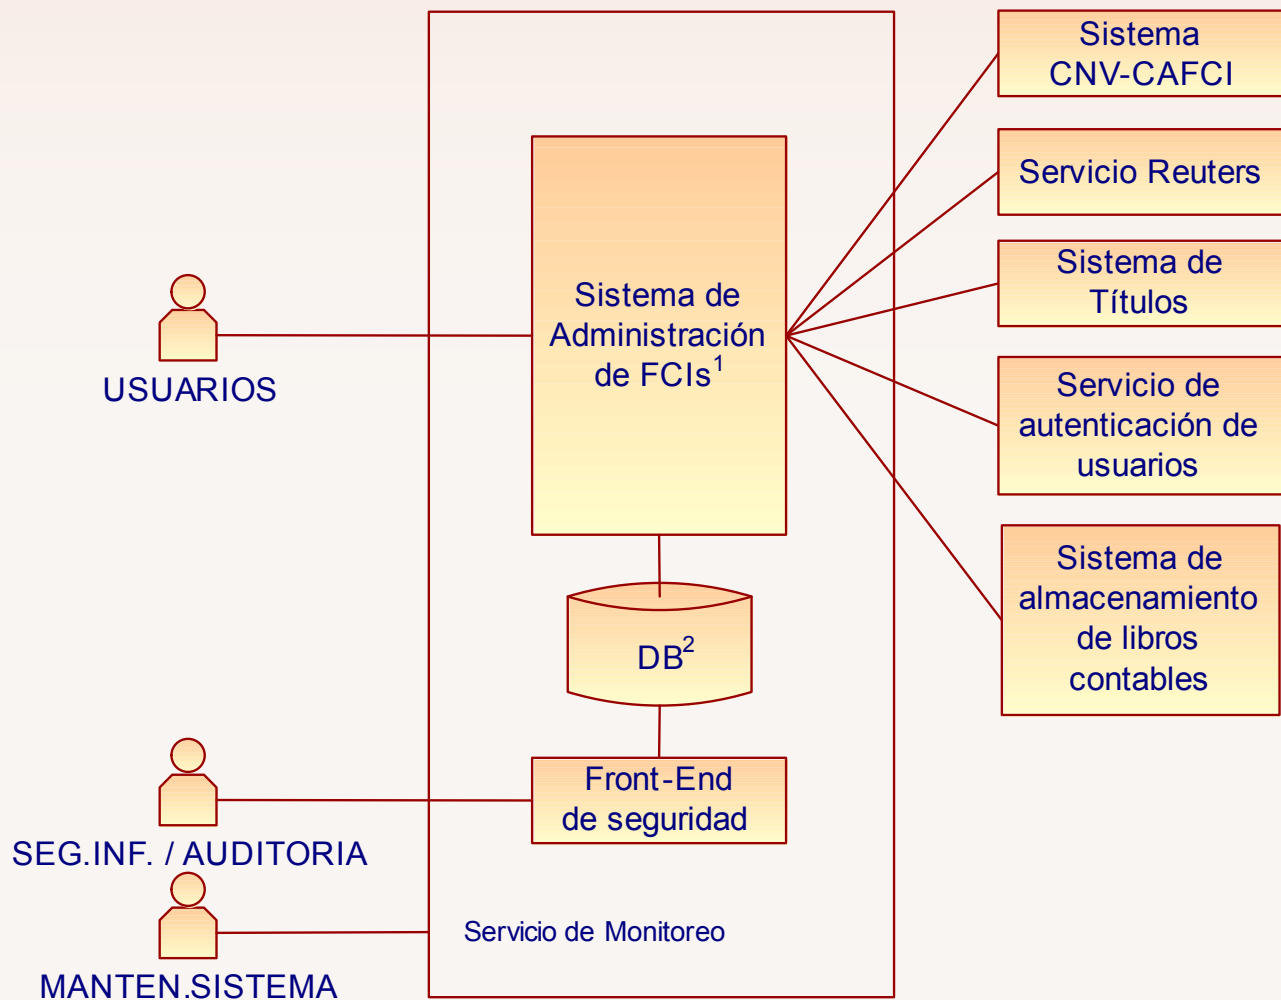 Sistema
CNV-CAFCI
Servicio Reuters
Sistema de
Títulos
Servicio de
autenticación de
usuarios
Sistema de
almacenamiento
de libros
contables
Sistema de
Administración
de FCIs¹
USUARIOS
DB²
Front-End
de seguridad
SEG.INF. / AUDITORIA
Servicio de Monitoreo
MANTEN.SISTEMA